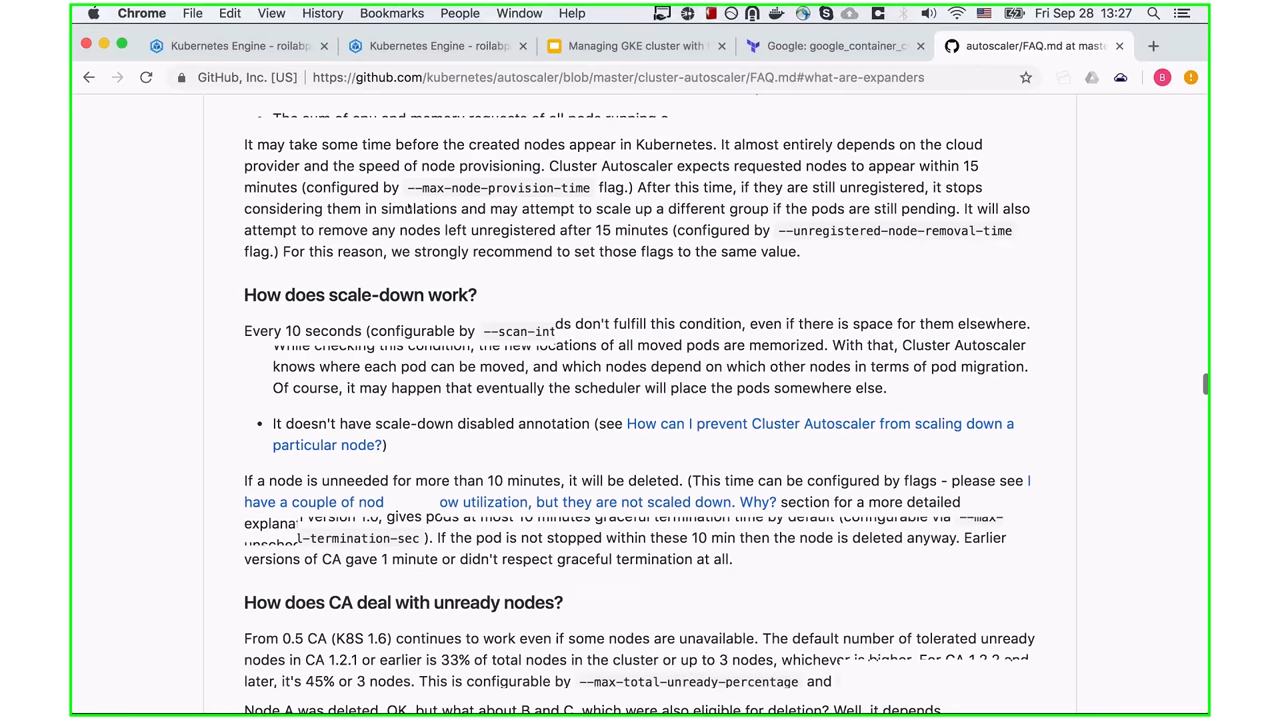 Chrome File Edit View History Bookmarks People Window Help Fri Sep 28 13:27
Kubernetes Engine - roilabp
Kubernetes Engine - roilabp
Managing GKE cluster with
Google: google_container_c
autoscaler/FAQ.md at maste
GitHub, Inc. [US] https://github.com/kubernetes/autoscaler/blob/master/cluster-autoscaler/FAQ.md#what-are-expanders
B
The sum of cpu and memory requests of all pods running o
It may take some time before the created nodes appear in Kubernetes. It almost entirely depends on the cloud
provider and the speed of node provisioning. Cluster Autoscaler expects requested nodes to appear within 15
minutes (configured by --max-node-provision-time flag.) After this time, if they are still unregistered, it stops
considering them in simulations and may attempt to scale up a different group if the pods are still pending. It will also
attempt to remove any nodes left unregistered after 15 minutes (configured by --unregistered-node-removal-time
flag.) For this reason, we strongly recommend to set those flags to the same value.
How does scale-down work?
Every 10 seconds (configurable by --scan-int
ds don't fulfill this condition, even if there is space for them elsewhere.
While checking this condition, the new locations of all moved pods are memorized. With that, Cluster Autoscaler
knows where each pod can be moved, and which nodes depend on which other nodes in terms of pod migration.
Of course, it may happen that eventually the scheduler will place the pods somewhere else.
• It doesn't have scale-down disabled annotation (see How can I prevent Cluster Autoscaler from scaling down a
particular node?)
If a node is unneeded for more than 10 minutes, it will be deleted. (This time can be configured by flags - please see I
have a couple of nod ow utilization, but they are not scaled down. Why? section for a more detailed
explana
version 1.0, gives pods at most 10 minutes graceful termination time by default (configurable via --max-
l-termination-sec ). If the pod is not stopped within these 10 min then the node is deleted anyway. Earlier
versions of CA gave 1 minute or didn't respect graceful termination at all.
How does CA deal with unready nodes?
From 0.5 CA (K8S 1.6) continues to work even if some nodes are unavailable. The default number of tolerated unready
nodes in CA 1.2.1 or earlier is 33% of total nodes in the cluster or up to 3 nodes, whichever is higher. For CA 1.2.2 and
later, it's 45% or 3 nodes. This is configurable by --max-total-unready-percentage and
Node A was deleted. OK, but what about B and C, which were also eligible for deletion? Well, it depends.